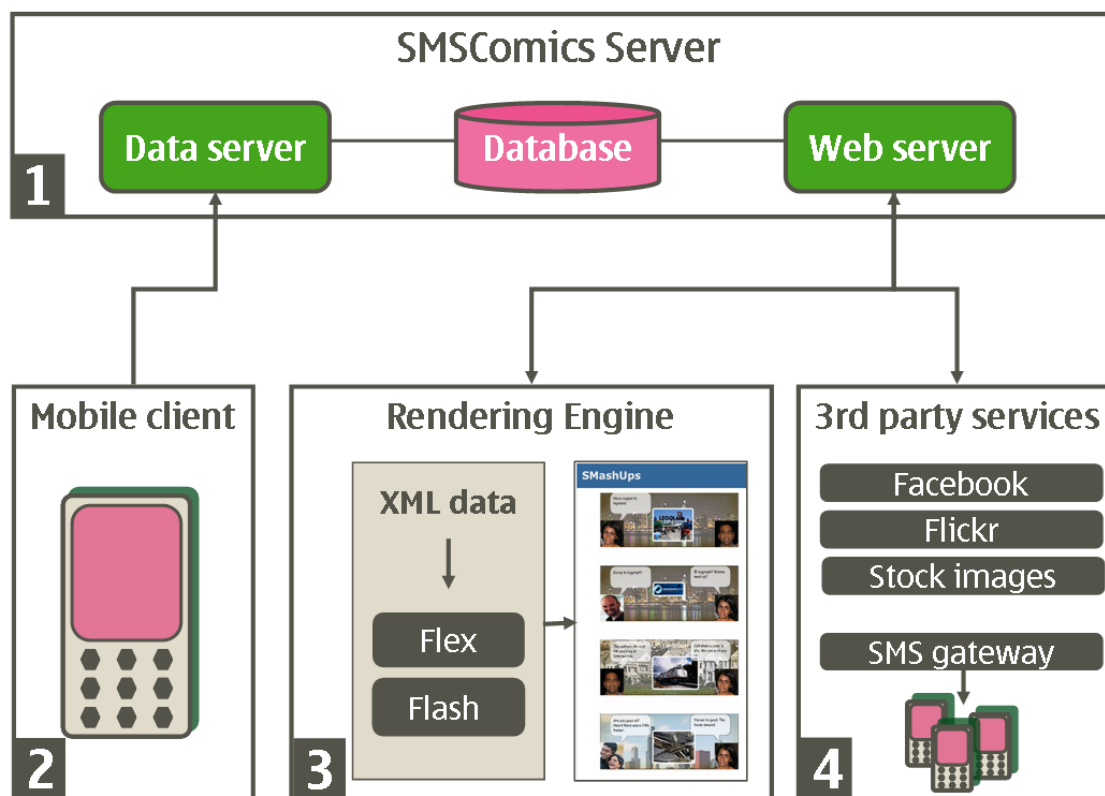 SMSComics Server
Data server
Database
Web server
1
Mobile client
2
Rendering Engine
XML data
Flex
Flash
SMashUps
3
3rd party services
Facebook
Flickr
Stock images
SMS gateway
4